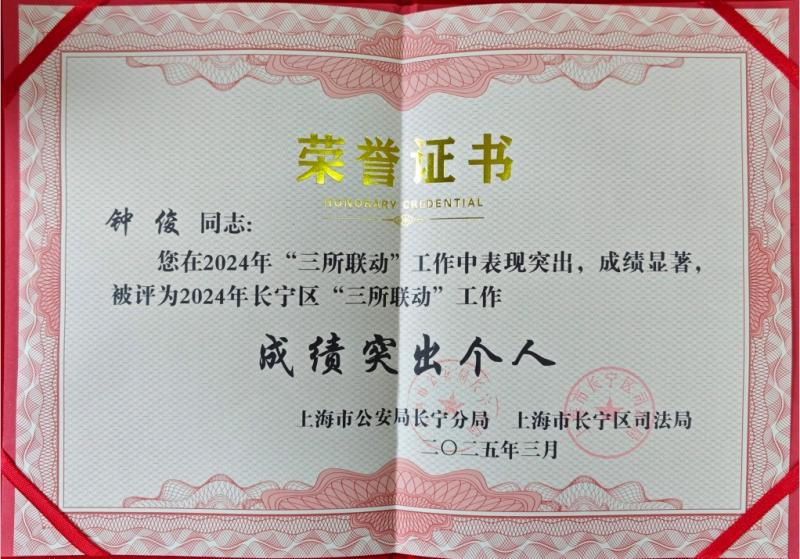 荣誉证书
HONORARY CREDENTIAL
钟 俊 同志：
您在2024年“三所联动”工作中表现突出，成绩显著，
被评为2024年长宁区“三所联动”工作
成绩突出个人
上海市公安局长宁分局 上海市长宁区司法局
二〇二五年三月